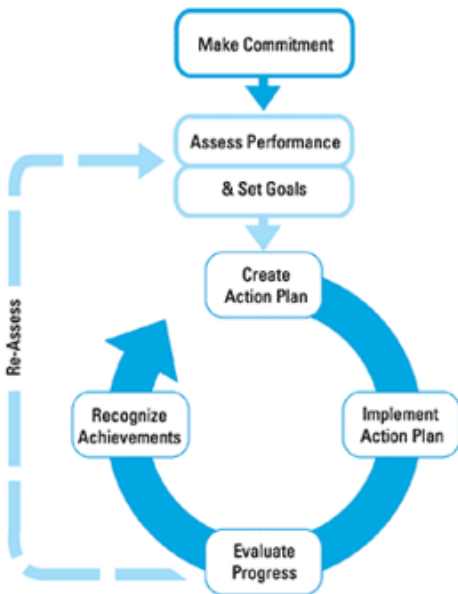 Make Commitment
Assess Performance
& Set Goals
Create
Action Plan
Re-Assess
Recognize
Achievements
Implement
Action Plan
Evaluate
Progress